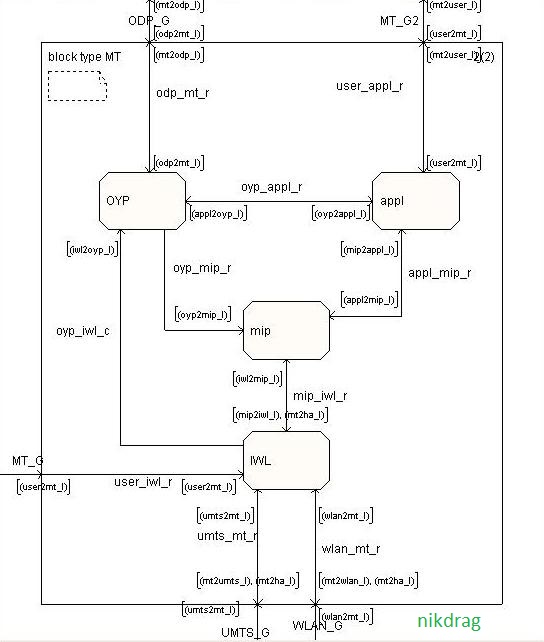 [(mt2odp_l)]
[(mt2user_l)]
ODP_G
MT_G2
[(odp2mt_l)]
[(user2mt_l)]
block type MT
[(mt2odp_l)]
[(mt2user_l)]
2(2)
odp_mt_r
user_appl_r
[(odp2mt_l)]
[(user2mt_l)]
OYP
oyp_appl_r
appl
[(appl2oyp_l)]
[(oyp2appl_l)]
[(iwl2oyp_l)]
[(mip2appl_l)]
oyp_mip_r
appl_mip_r
[(appl2mip_l)]
[(oyp2mip_l)]
oyp_iwl_c
mip
[(iwl2mip_l)]
mip_iwl_r
[(mip2iwl_l), (mt2ha_l)]
MT_G
IWL
[(user2mt_l)]
user_iwl_r
[(user2mt_l)]
[(umts2mt_l)]
[(wlan2mt_l)]
umts_mt_r
wlan_mt_r
[(mt2umts_l), (mt2ha_l)]
[(mt2wlan_l), (mt2ha_l)]
[(umts2mt_l)]
[(wlan2mt_l)]
UMTS_G
WLAN_G
nikdrag